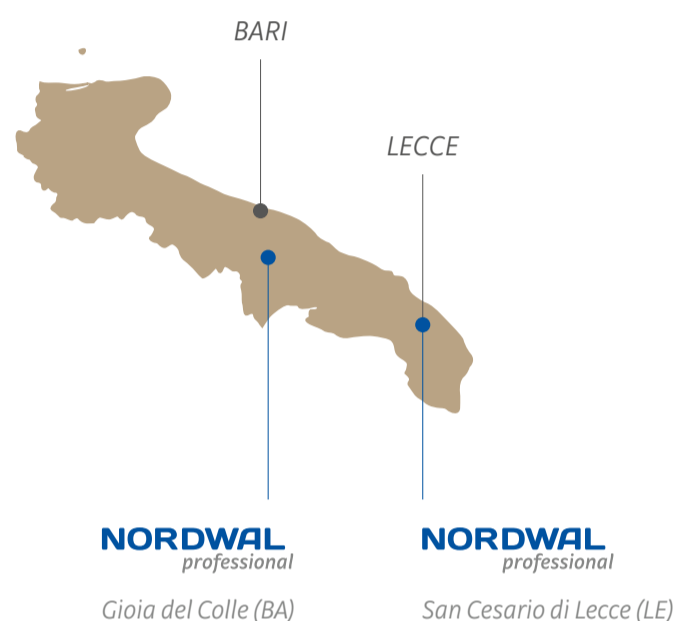 BARI
LECCE
NORDWAL
professional
Gioia del Colle (BA)
NORDWAL
professional
San Cesario di Lecce (LE)